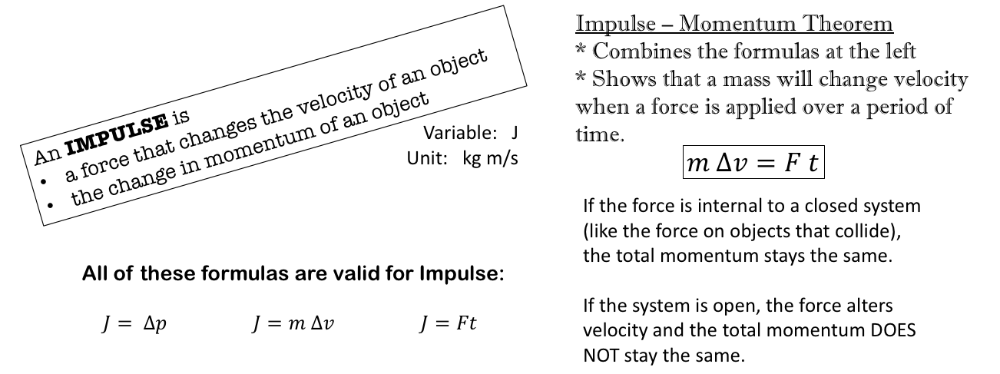 An IMPULSE is
• a force that changes the velocity of an object
• the change in momentum of an object
Variable: J
Unit: kg m/s
All of these formulas are valid for Impulse:
J = Δp
J = m Δv
J = Ft
Impulse – Momentum Theorem
* Combines the formulas at the left
* Shows that a mass will change velocity
when a force is applied over a period of
time.
m Δv = F t
If the force is internal to a closed system
(like the force on objects that collide),
the total momentum stays the same.
If the system is open, the force alters
velocity and the total momentum DOES
NOT stay the same.